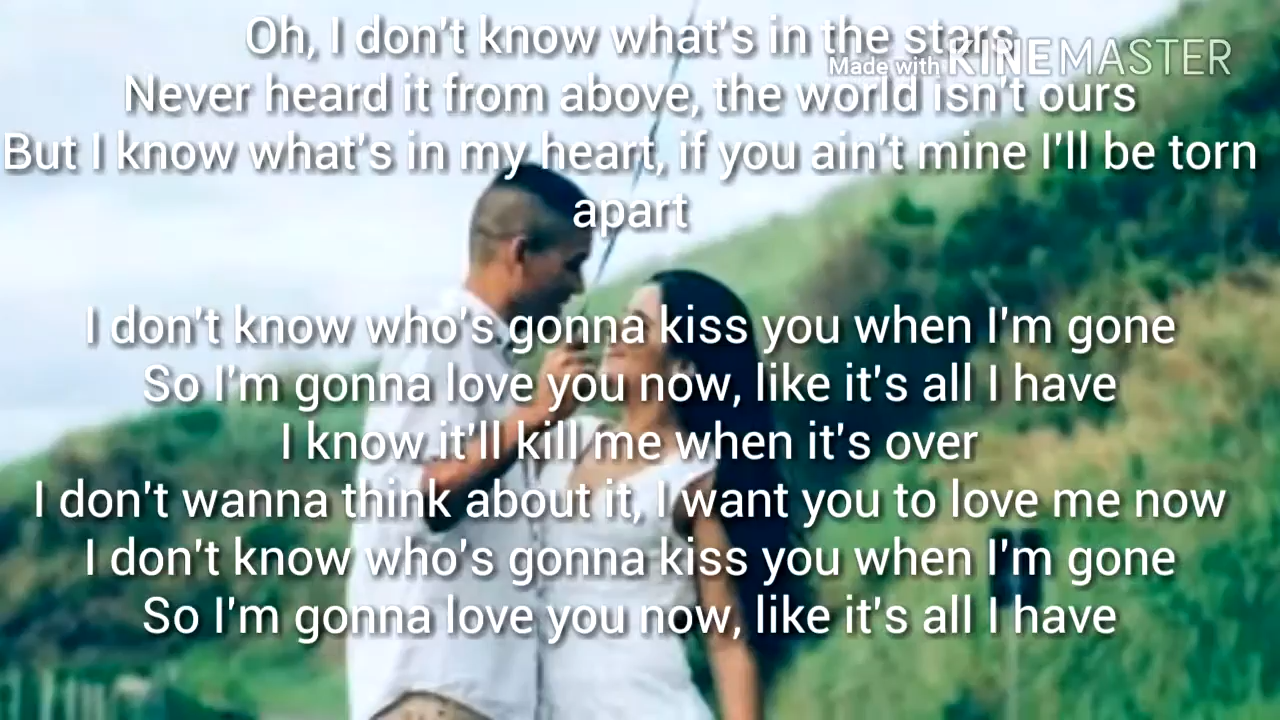 Oh, I don't know what's in the stars
Made with KINEMASTER
Never heard it from above, the world isn't ours
But I know what's in my heart, if you ain't mine I'll be torn
apart
I don't know who's gonna kiss you when I'm gone
So I'm gonna love you now, like it's all I have
I know it'll kill me when it's over
I don't wanna think about it, I want you to love me now
I don't know who's gonna kiss you when I'm gone
So I'm gonna love you now, like it's all I have